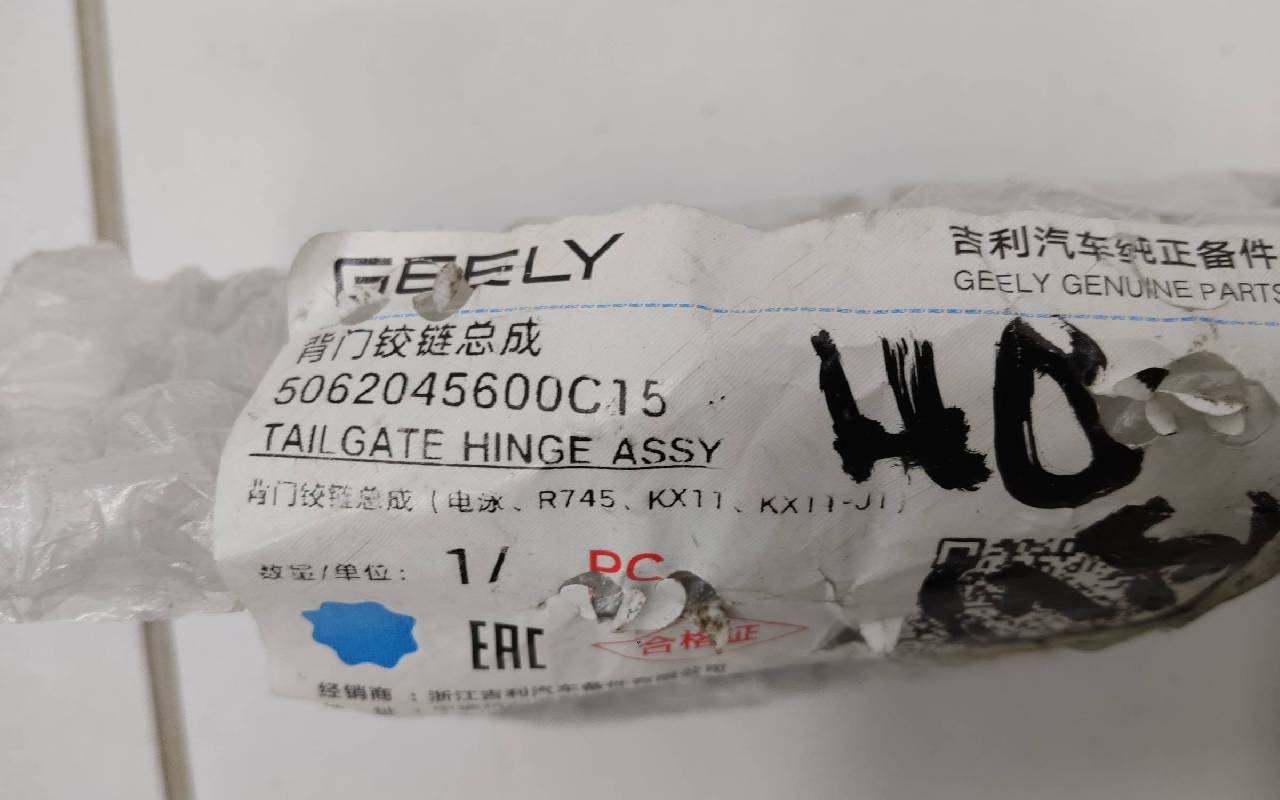 GEELY
吉利汽车纯正备件
GEELY GENUINE PARTS
背门铰链总成
5062045600C15
TAILGATE HINGE ASSY
背门铰链总成（电泳、R745、KX11、KX11-J1）
40
数量/单位： 1/ PC
EAC
合格证
经销商 ：浙江吉利汽车备件有限公司